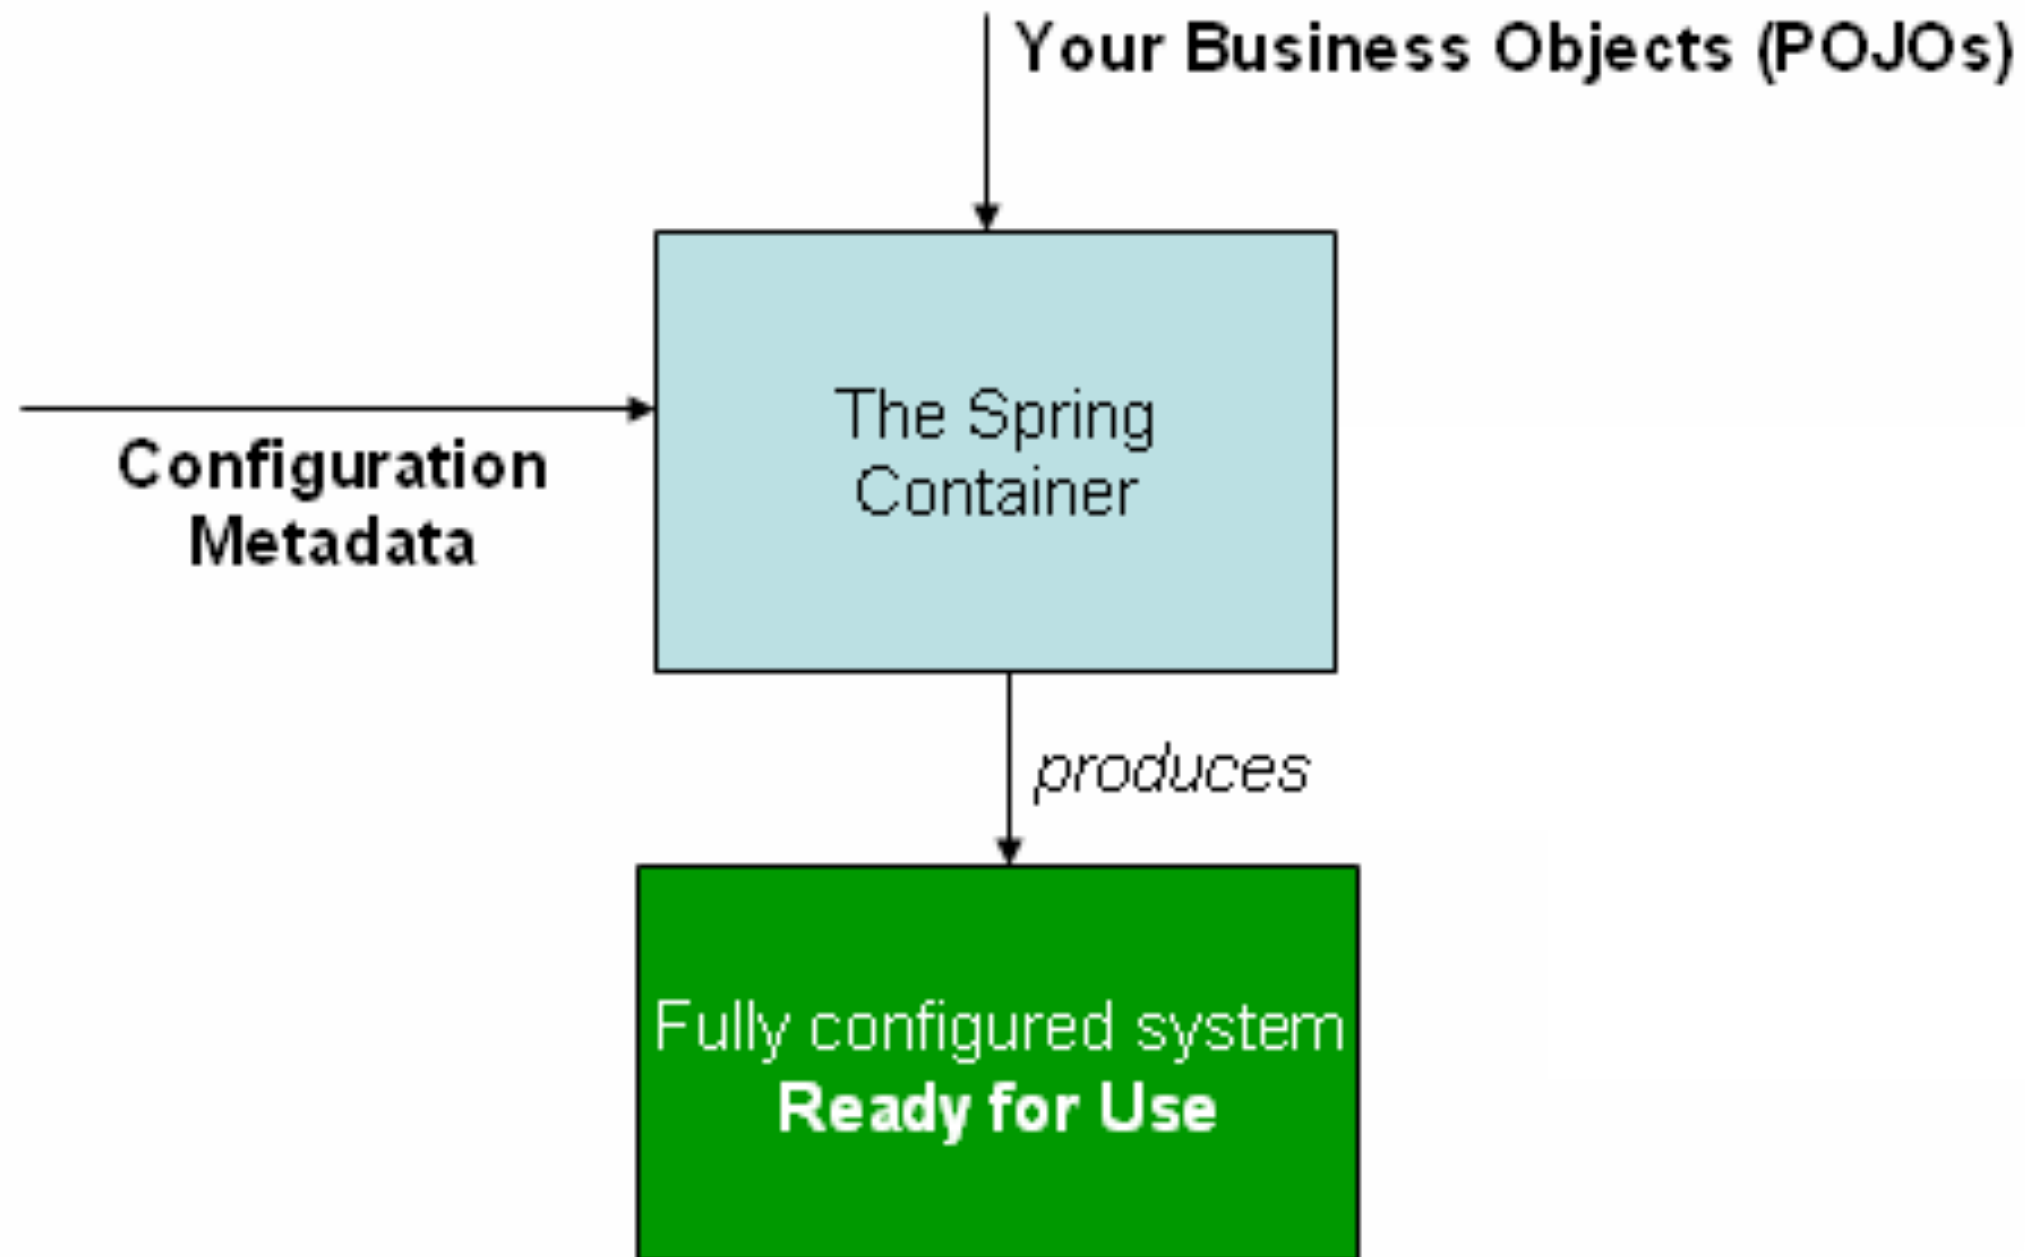 Your Business Objects (POJOs)
The Spring
Container
Configuration
Metadata
produces
Fully configured system
Ready for Use